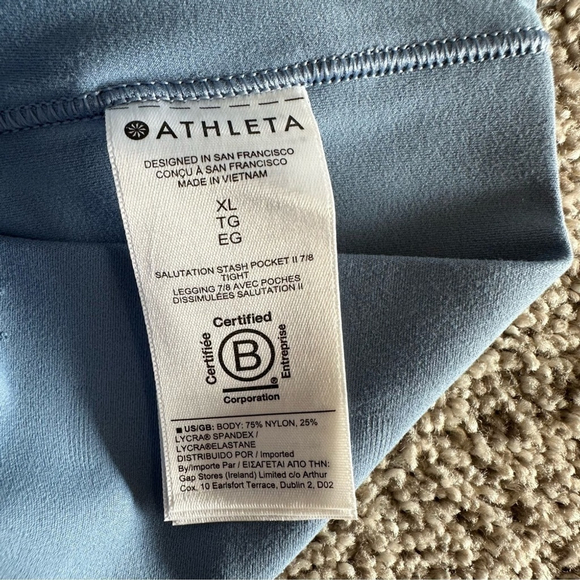 ATHLETA
DESIGNED IN SAN FRANCISCO
CONÇU À SAN FRANCISCO
MADE IN VIETNAM
XL
TG
EG
SALUTATION STASH POCKET II 7/8
TIGHT
LEGGING 7/8 AVEC POCHES
DISSIMULÉES SALUTATION II
Certified
Certifiée
B
Entreprise
®
Corporation
■ US/GB: BODY: 75% NYLON, 25%
LYCRA® SPANDEX /
LYCRA®ELASTANE
DISTRIBUIDO POR / Imported
By/Importe Par / ΕΙΣΑΓΕΤΑΙ ΑΠΟ ΤΗΝ:
Gap Stores (Ireland) Limited c/o Arthur
Cox, 10 Earlsfort Terrace, Dublin 2, D02